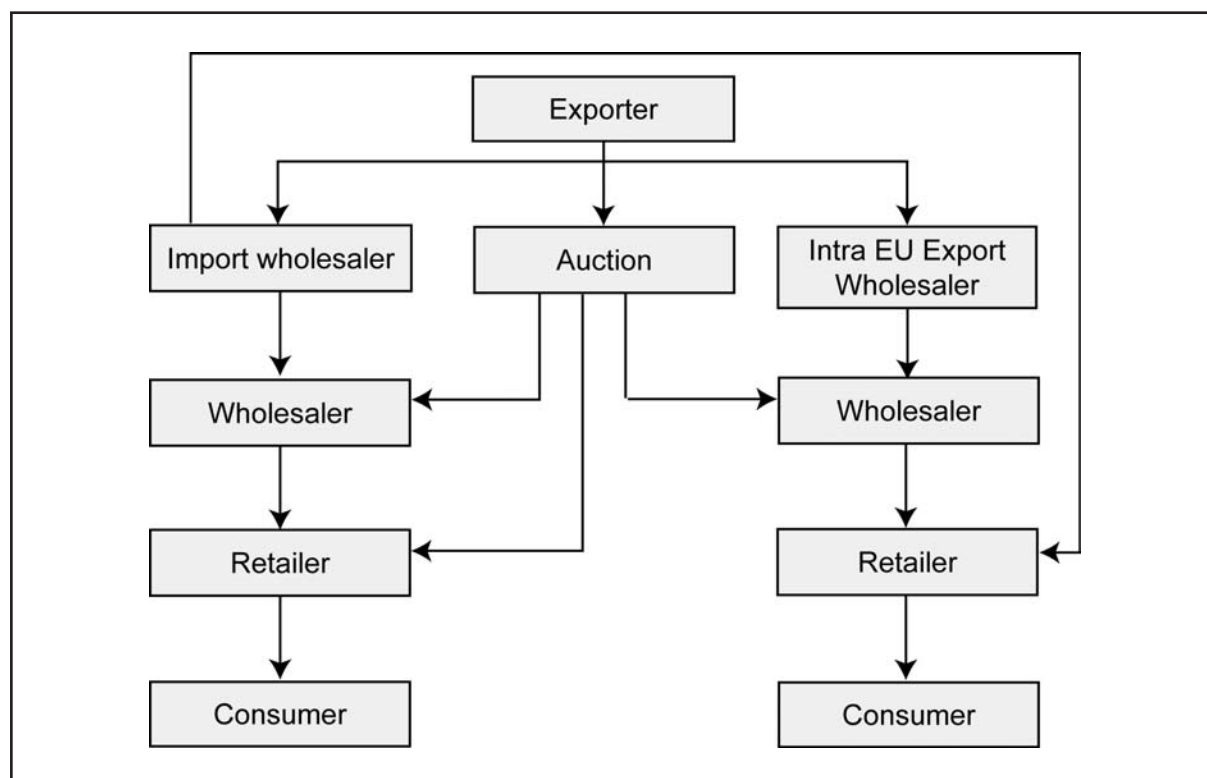 Exporter
Import wholesaler
Auction
Intra EU Export
Wholesaler
Wholesaler
Wholesaler
Retailer
Retailer
Consumer
Consumer